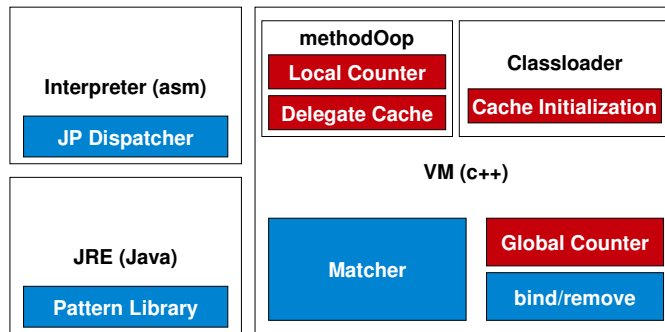 Interpreter (asm)
JP Dispatcher
JRE (Java)
Pattern Library
methodOop
Local Counter
Delegate Cache
Classloader
Cache Initialization
VM (c++)
Matcher
Global Counter
bind/remove